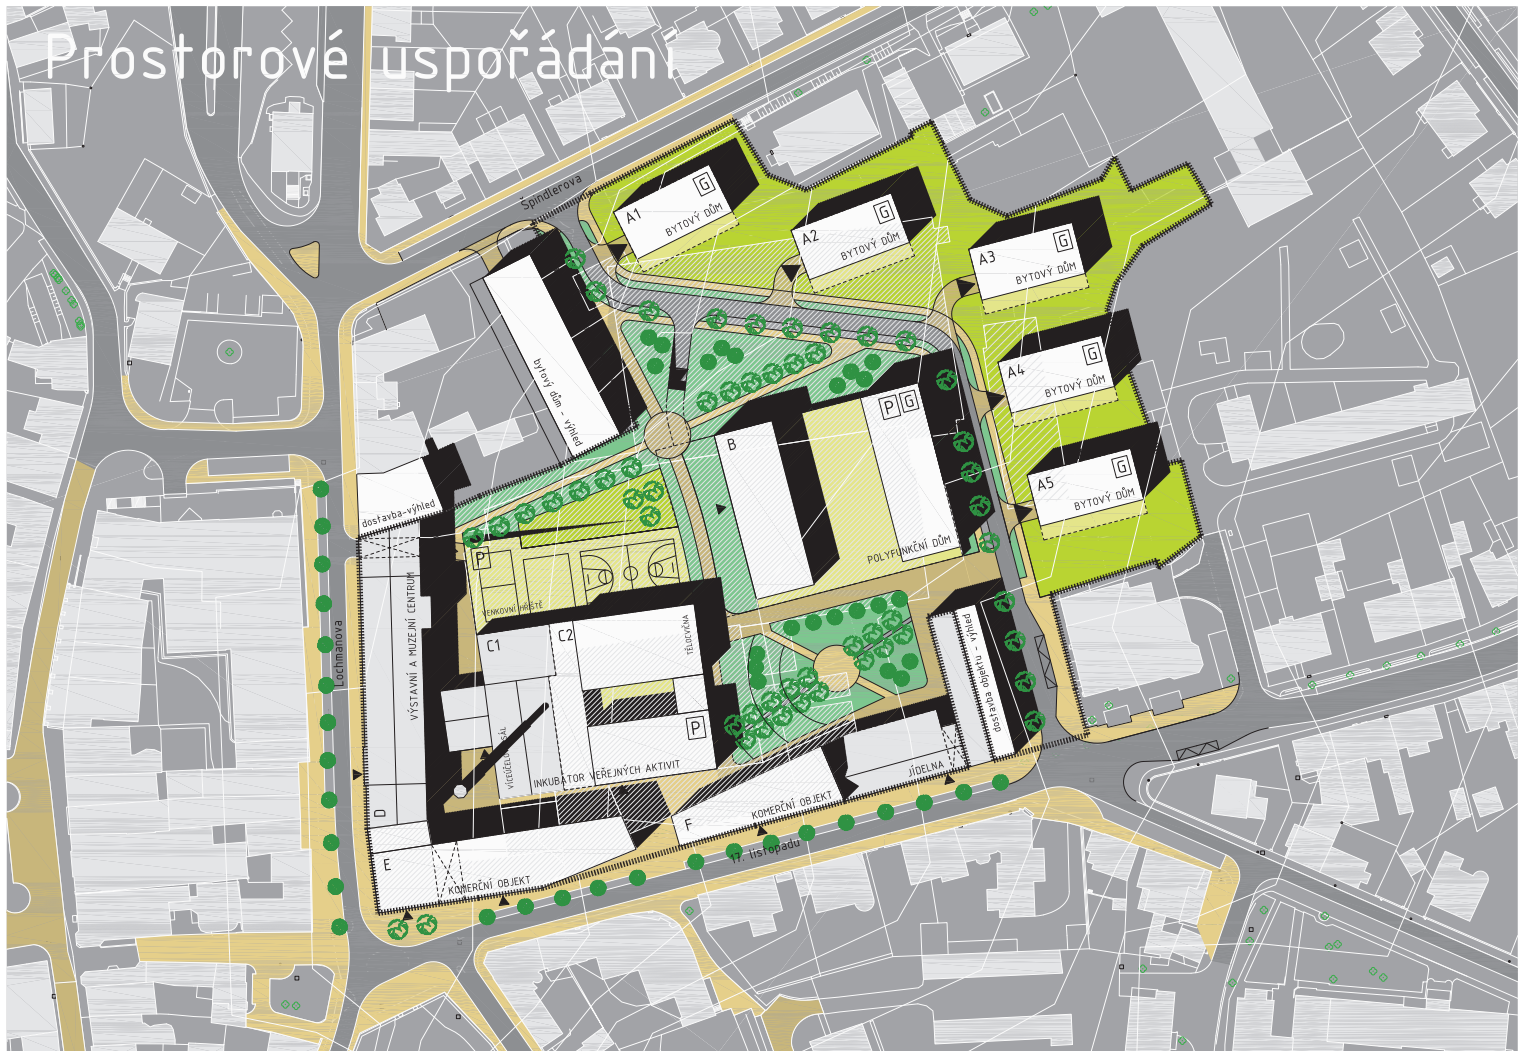 Prostorové uspořádání
Špindlerova
A1
G
BYTOVÝ DŮM
A2
G
BYTOVÝ DŮM
A3
G
BYTOVÝ DŮM
A4
G
BYTOVÝ DŮM
A5
G
BYTOVÝ DŮM
bytový dům - výhled
dostavba-výhled
B
P
G
POLYFUNKČNÍ DŮM
P
VENKOVNÍ HŘIŠTĚ
VÝSTAVNÍ A MUZEJNÍ CENTRUM
Lochmanova
C1
C2
TĚLOCVIČNA
P
VÍCEÚČELOVÝ SÁL
INKUBÁTOR VEŘEJNÝCH AKTIVIT
dostavba objektu - výhled
JÍDELNA
D
E
KOMERČNÍ OBJEKT
F
KOMERČNÍ OBJEKT
17. listopadu